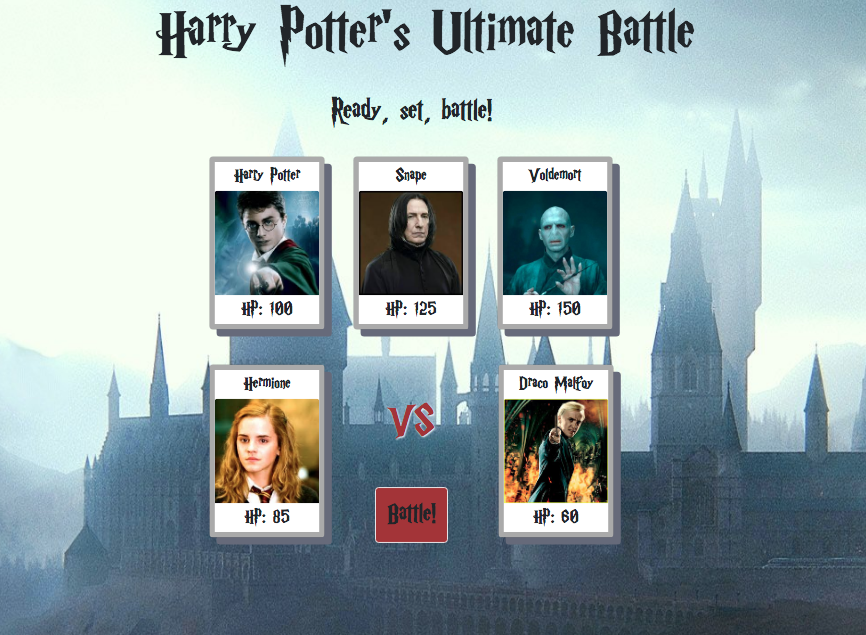 Harry Potter's Ultimate Battle
Ready, set, battle!
Harry Potter
HP: 100
Snape
HP: 125
Voldemort
HP: 150
Hermione
HP: 85
VS
Battle!
Draco Malfoy
HP: 60